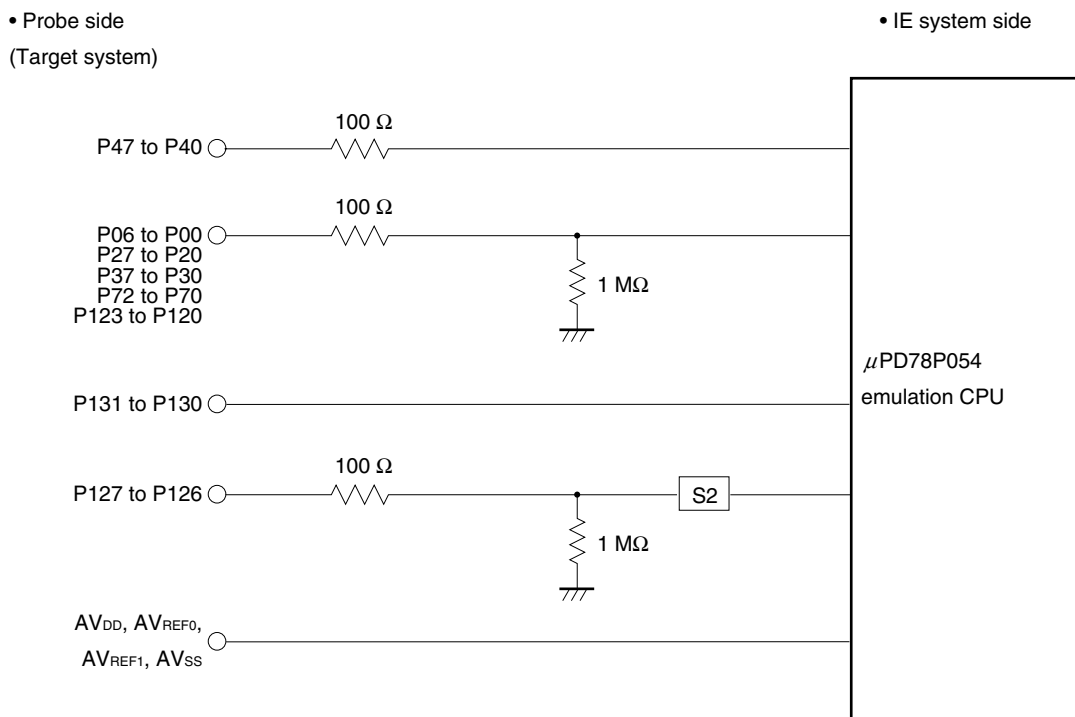 • Probe side
(Target system)
• IE system side
100 Ω
P47 to P40
100 Ω
P06 to P00
P27 to P20
P37 to P30
P72 to P70
P123 to P120
1 MΩ
μPD78P054
emulation CPU
P131 to P130
100 Ω
P127 to P126
S2
1 MΩ
AVDD, AVREF0,
AVREF1, AVSS